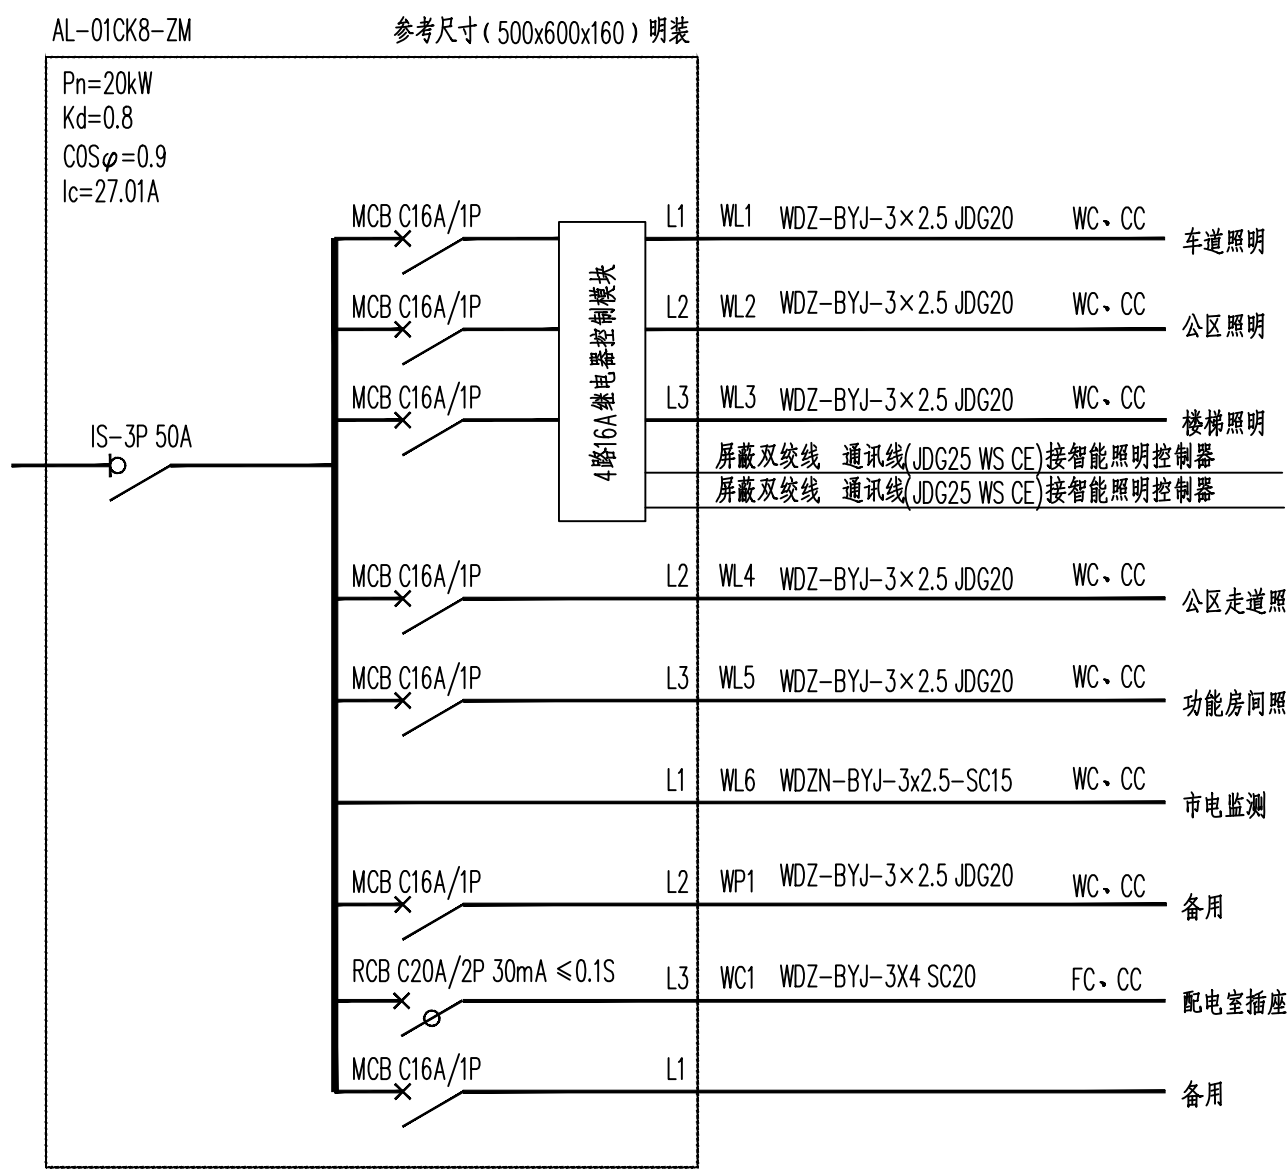 AL-01CK8-ZM 参考尺寸(500x600x160)明装
Pn=20kW
Kd=0.8
COSφ=0.9
Ic=27.01A
MCB C16A/1P L1 WL1 WDZ-BYJ-3×2.5 JDG20 WC、CC 车道照明
MCB C16A/1P L2 WL2 WDZ-BYJ-3×2.5 JDG20 WC、CC 公区照明
MCB C16A/1P L3 WL3 WDZ-BYJ-3×2.5 JDG20 WC、CC 楼梯照明
4路16A继电器控制模块
IS-3P 50A
屏蔽双绞线 通讯线(JDG25 WS CE)接智能照明控制器
屏蔽双绞线 通讯线(JDG25 WS CE)接智能照明控制器
MCB C16A/1P L2 WL4 WDZ-BYJ-3×2.5 JDG20 WC、CC 公区走道照
MCB C16A/1P L3 WL5 WDZ-BYJ-3×2.5 JDG20 WC、CC 功能房间照
L1 WL6 WDZN-BYJ-3x2.5-SC15 WC、CC 市电监测
MCB C16A/1P L2 WP1 WDZ-BYJ-3×2.5 JDG20 WC、CC 备用
RCB C20A/2P 30mA ≤0.1S L3 WC1 WDZ-BYJ-3X4 SC20 FC、CC 配电室插座
MCB C16A/1P L1 备用